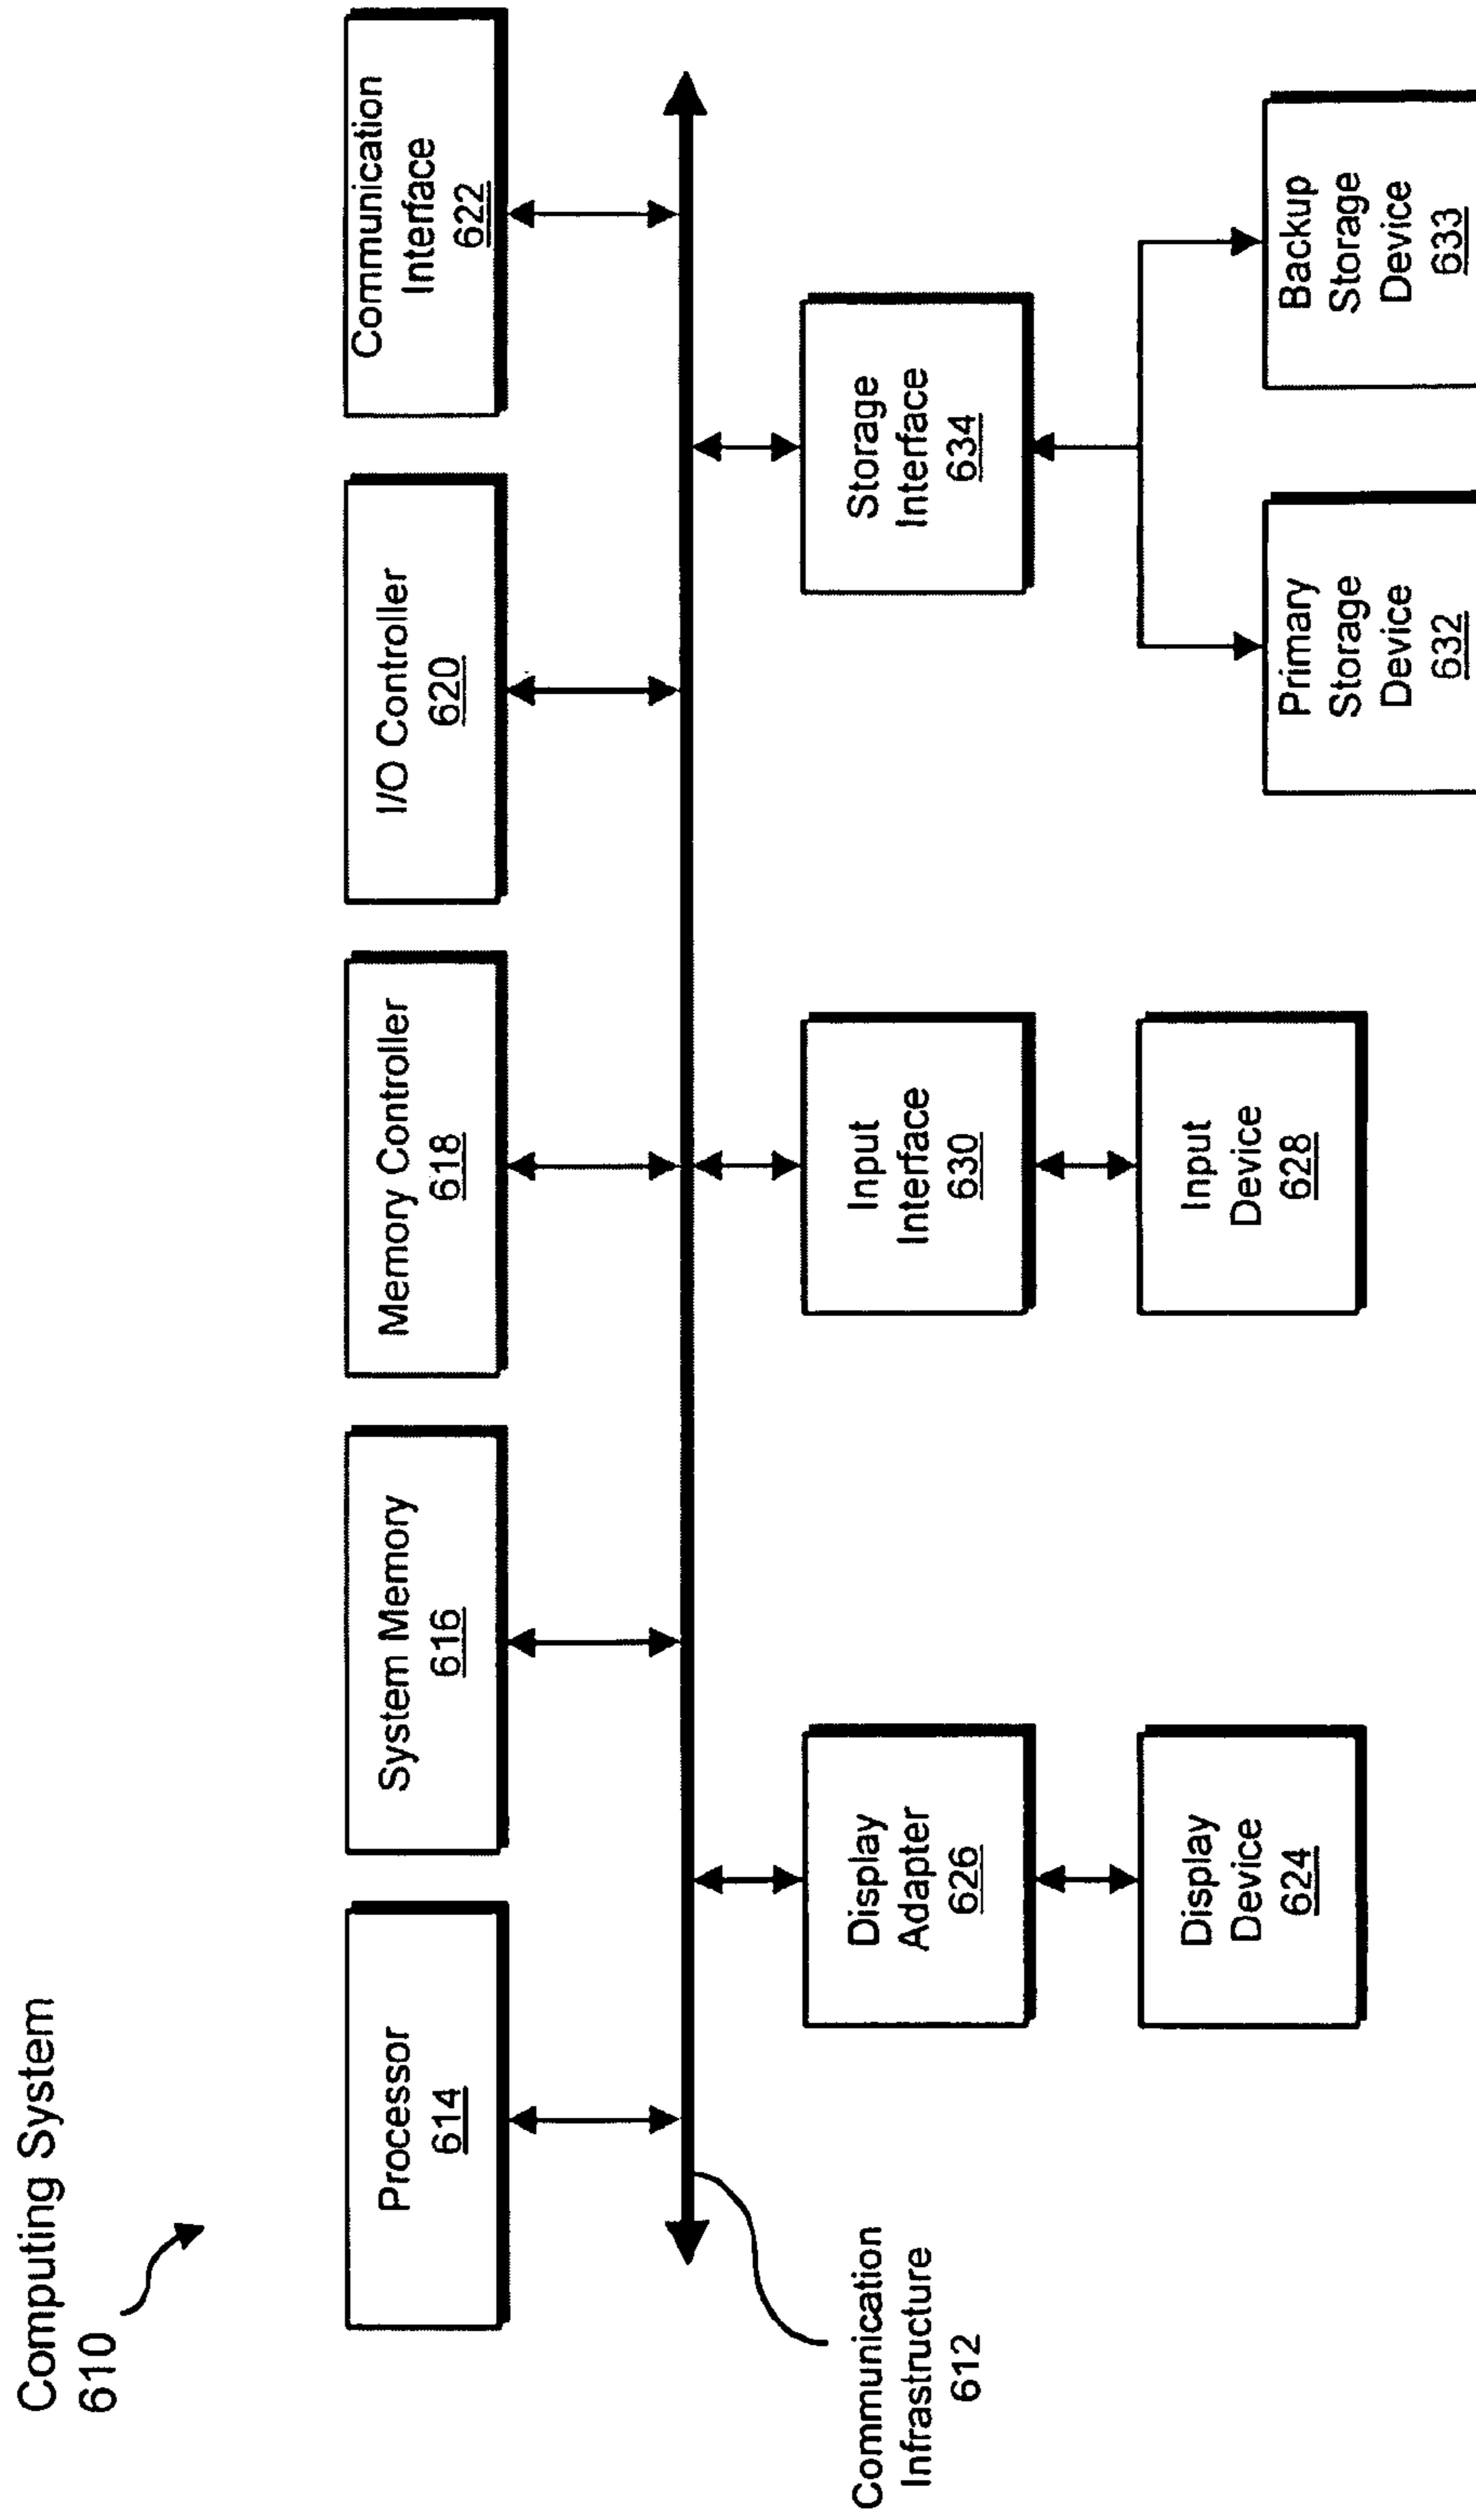 Computing System
610
Processor
614
System Memory
616
Memory Controller
618
I/O Controller
620
Communication
Interface
622
Communication
Infrastructure
612
Display
Adapter
626
Input
Interface
630
Storage
Interface
634
Display
Device
624
Input
Device
628
Primary
Storage
Device
632
Backup
Storage
Device
633